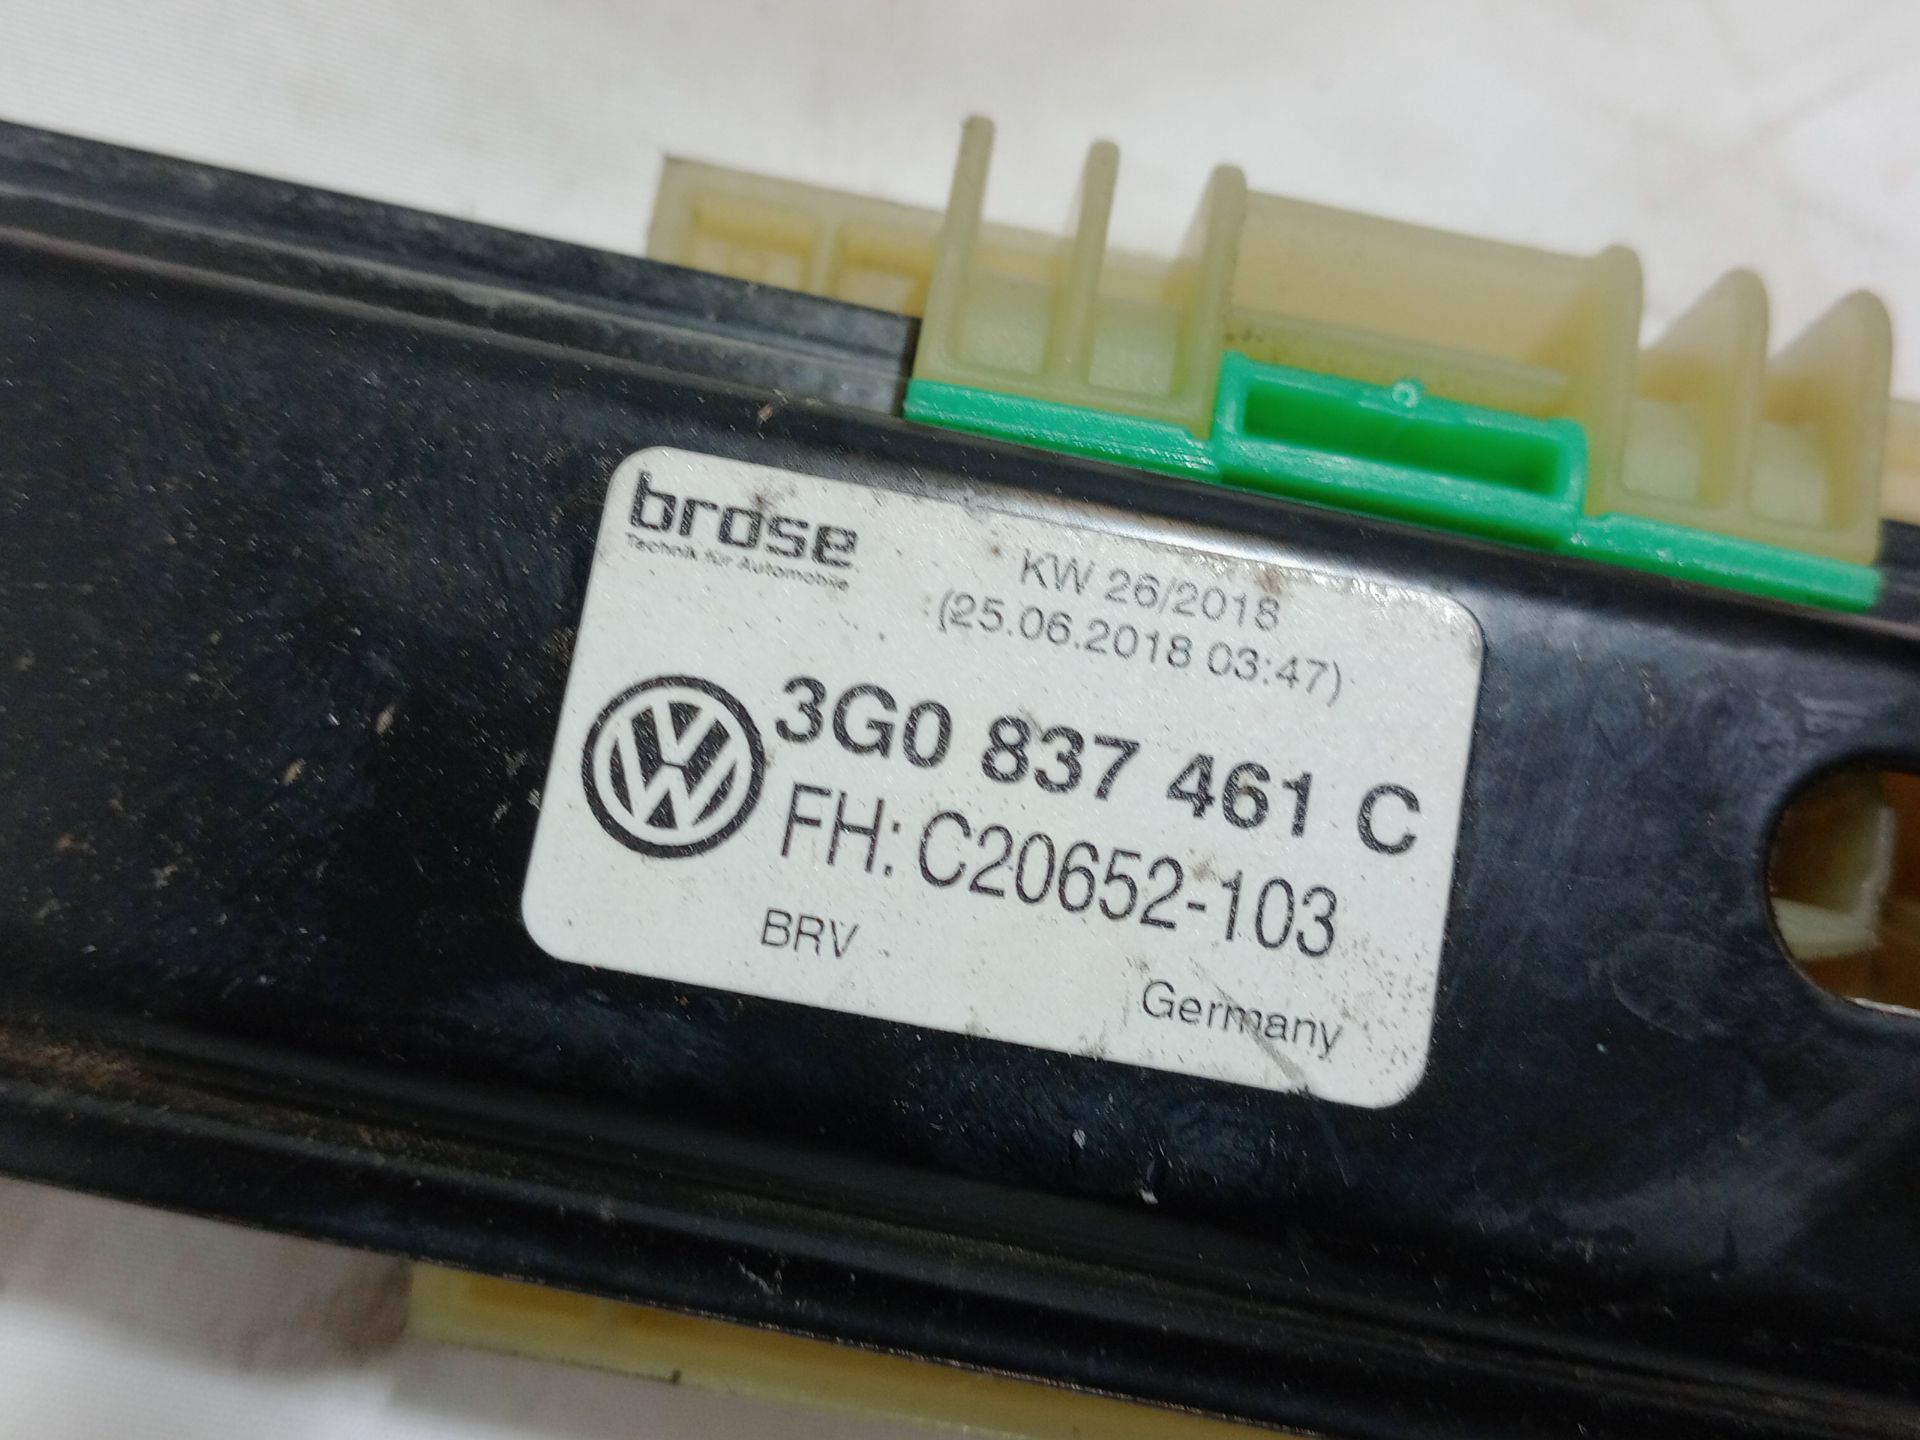 brose
Technik für Automobile
KW 26/2018
(25.06.2018 03:47)
3G0 837 461 C
FH: C20652-103
BRV
Germany